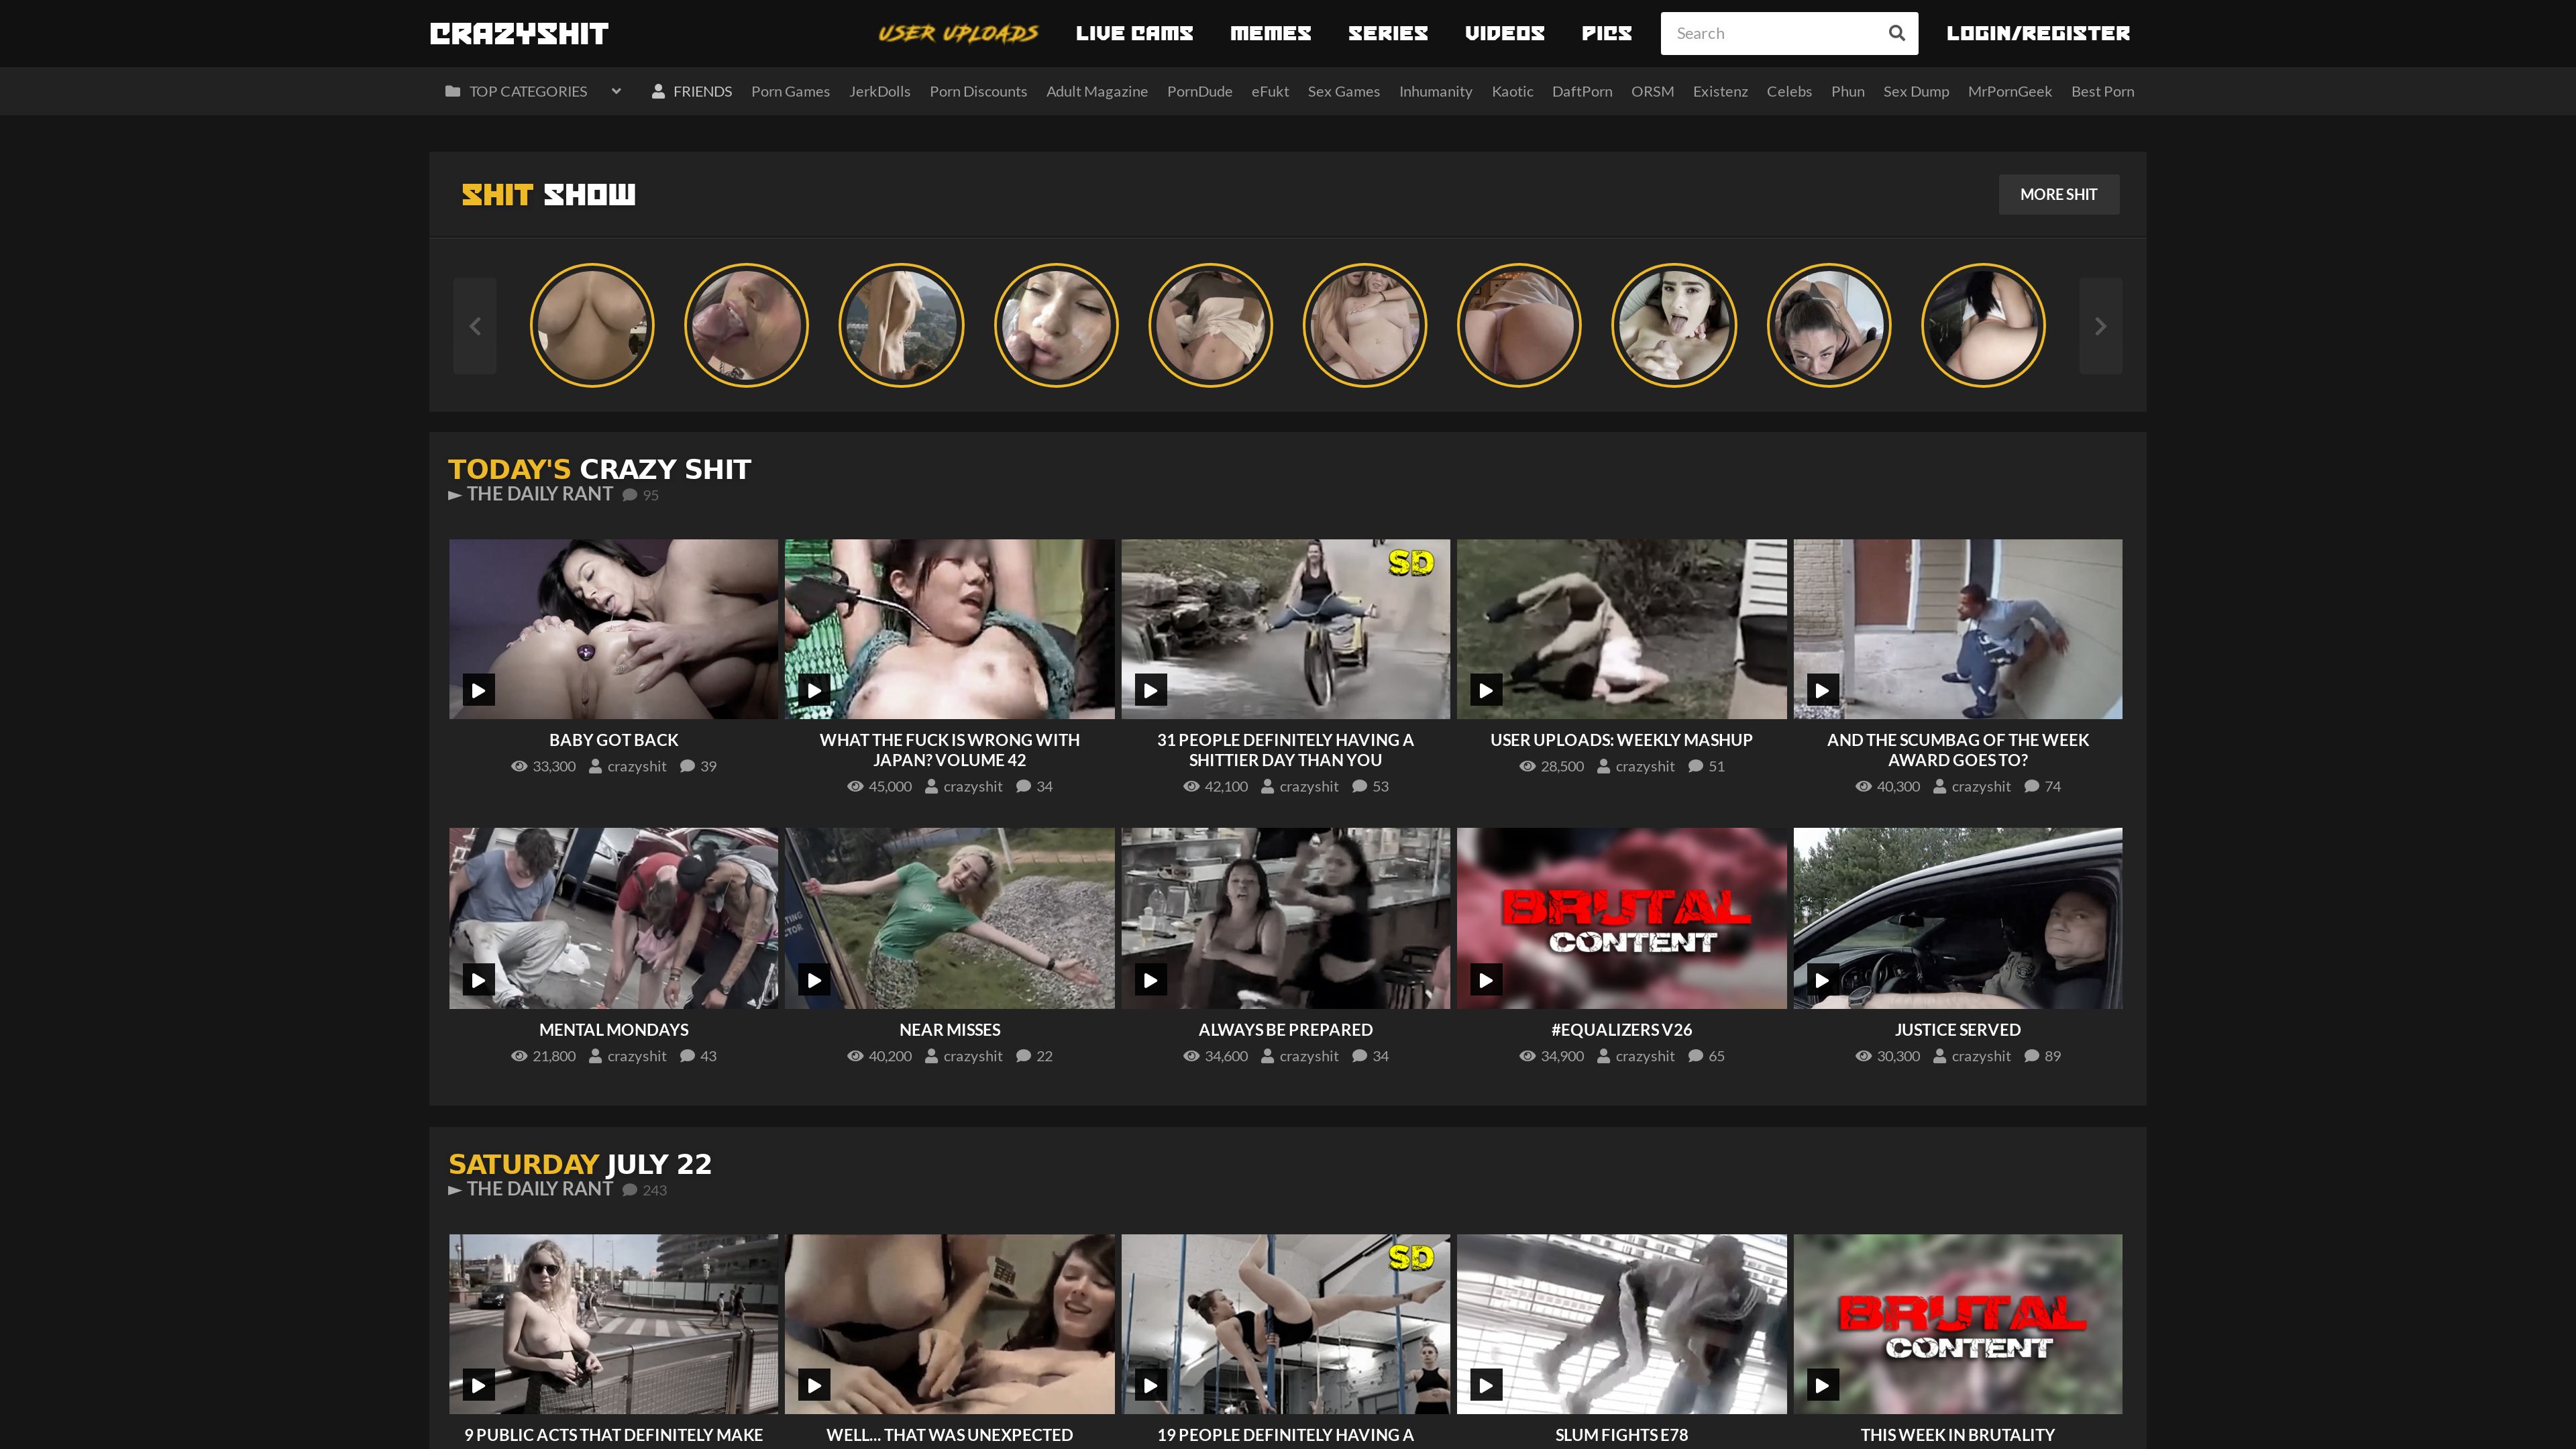 CRAZYSHIT
USER UPLOADS LIVE CAMS MEMES SERIES VIDEOS PICS Search LOGIN/REGISTER
TOP CATEGORIES FRIENDS Porn Games JerkDolls Porn Discounts Adult Magazine PornDude eFukt Sex Games Inhumanity Kaotic DaftPorn ORSM Existenz Celebs Phun Sex Dump MrPornGeek Best Porn
SHIT SHOW
MORE SHIT
TODAY'S CRAZY SHIT
► THE DAILY RANT 95
SD
BABY GOT BACK
33,300 crazyshit 39
WHAT THE FUCK IS WRONG WITH
JAPAN? VOLUME 42
45,000 crazyshit 34
31 PEOPLE DEFINITELY HAVING A
SHITTIER DAY THAN YOU
42,100 crazyshit 53
USER UPLOADS: WEEKLY MASHUP
28,500 crazyshit 51
AND THE SCUMBAG OF THE WEEK
AWARD GOES TO?
40,300 crazyshit 74
BRUTAL
CONTENT
MENTAL MONDAYS
21,800 crazyshit 43
NEAR MISSES
40,200 crazyshit 22
ALWAYS BE PREPARED
34,600 crazyshit 34
#EQUALIZERS V26
34,900 crazyshit 65
JUSTICE SERVED
30,300 crazyshit 89
SATURDAY JULY 22
► THE DAILY RANT 243
SD
BRUTAL
CONTENT
9 PUBLIC ACTS THAT DEFINITELY MAKE
WELL... THAT WAS UNEXPECTED
19 PEOPLE DEFINITELY HAVING A
SLUM FIGHTS E78
THIS WEEK IN BRUTALITY